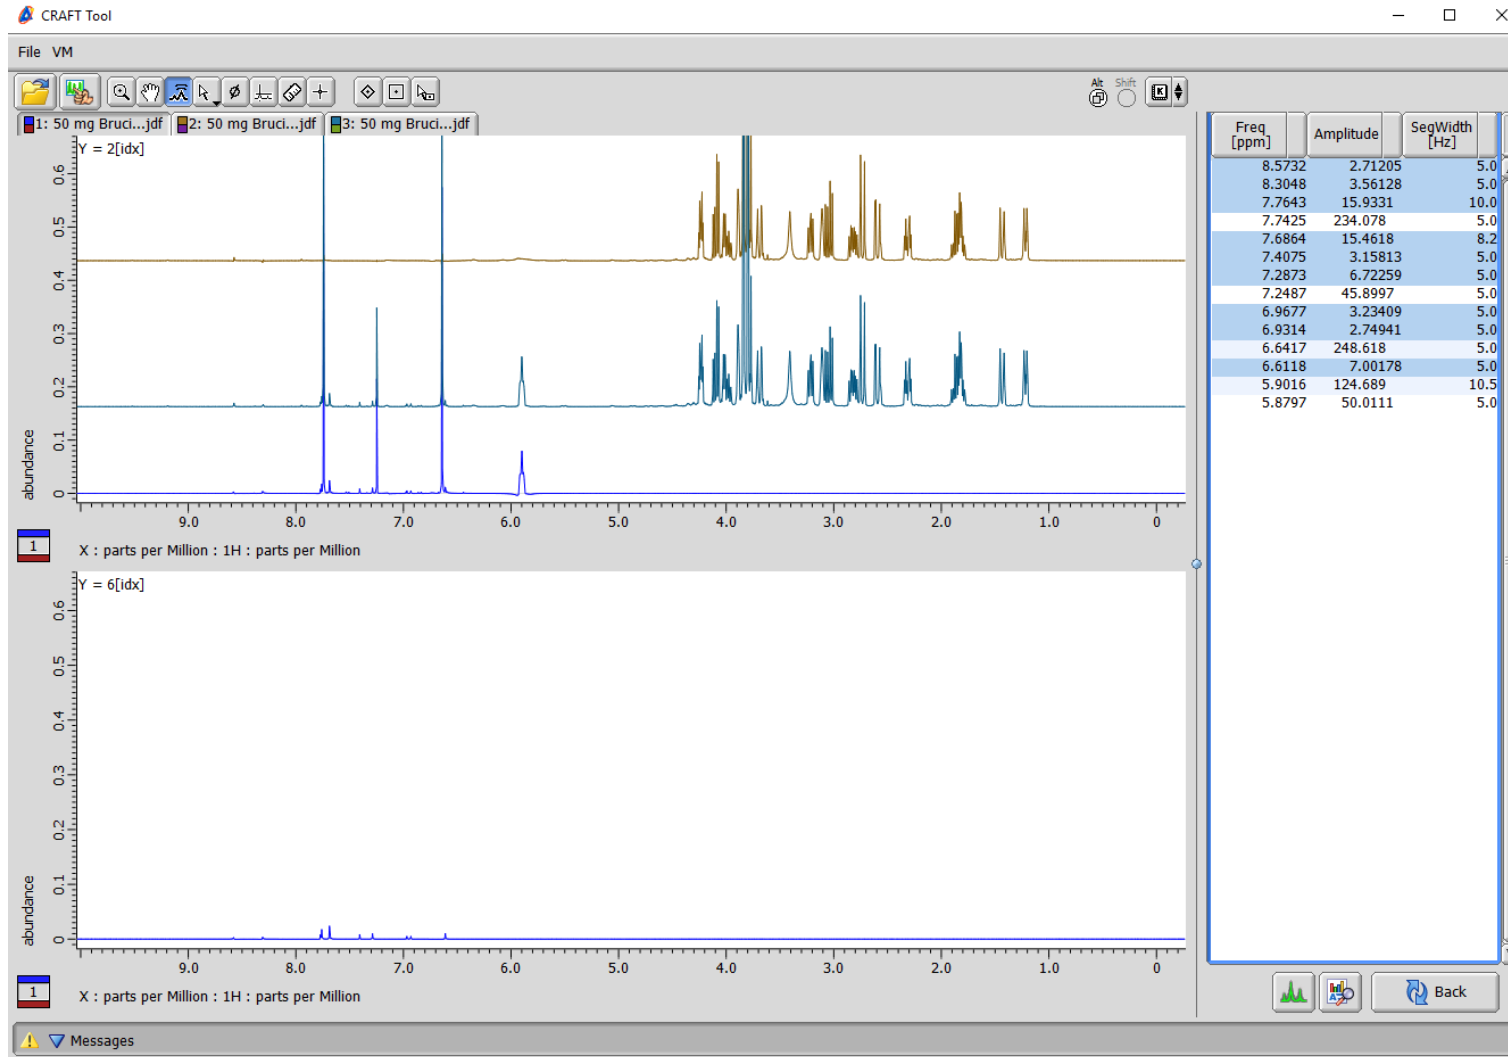 CRAFT Tool
File VM
Alt Shift
K
1: 50 mg Bruci...jdf 2: 50 mg Bruci...jdf 3: 50 mg Bruci...jdf
Y = 2[idx]
0.6
0.5
0.4
0.3
0.2
0.1
0
abundance
9.0 8.0 7.0 6.0 5.0 4.0 3.0 2.0 1.0 0
1
X : parts per Million : 1H : parts per Million
Y = 6[idx]
0.6
0.5
0.4
0.3
0.2
0.1
0
abundance
9.0 8.0 7.0 6.0 5.0 4.0 3.0 2.0 1.0 0
1
X : parts per Million : 1H : parts per Million
Freq [ppm] Amplitude SegWidth [Hz]
8.5732 2.71205 5.0
8.3048 3.56128 5.0
7.7643 15.9331 10.0
7.7425 234.078 5.0
7.6864 15.4618 8.2
7.4075 3.15813 5.0
7.2873 6.72259 5.0
7.2487 45.8997 5.0
6.9677 3.23409 5.0
6.9314 2.74941 5.0
6.6417 248.618 5.0
6.6118 7.00178 5.0
5.9016 124.689 10.5
5.8797 50.0111 5.0
Back
Messages